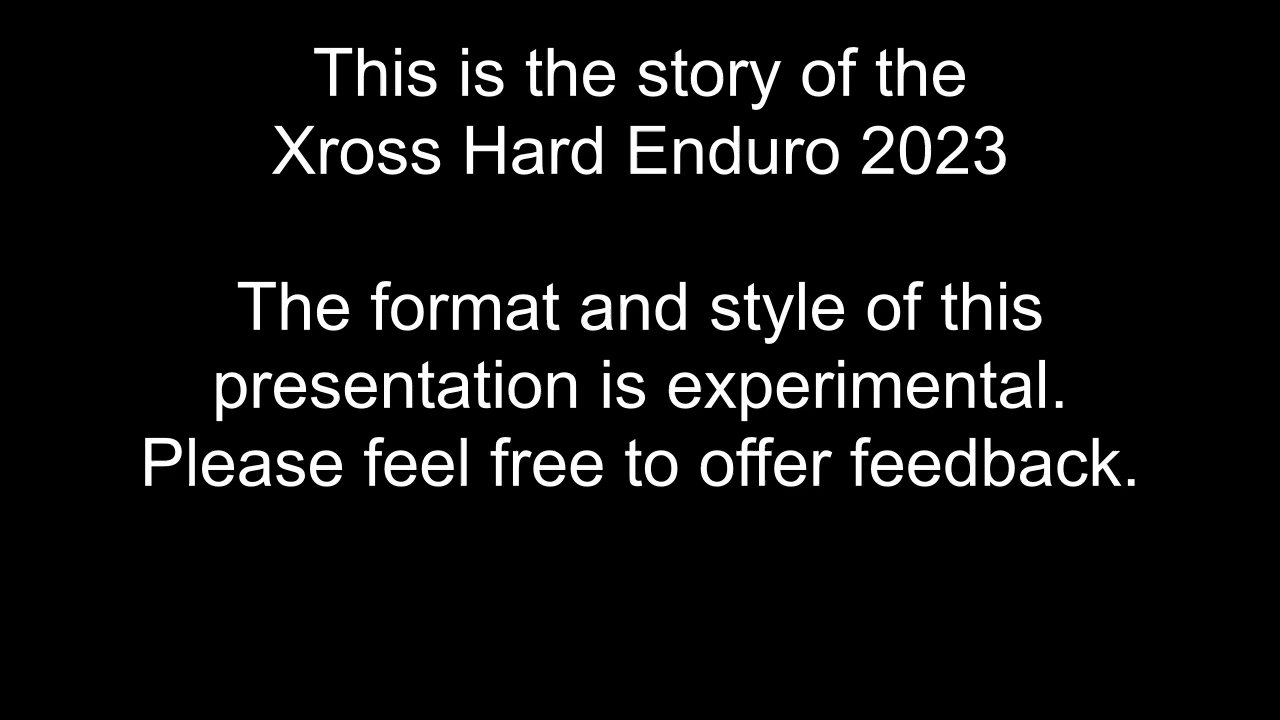 This is the story of the
Xross Hard Enduro 2023
The format and style of this
presentation is experimental.
Please feel free to offer feedback.